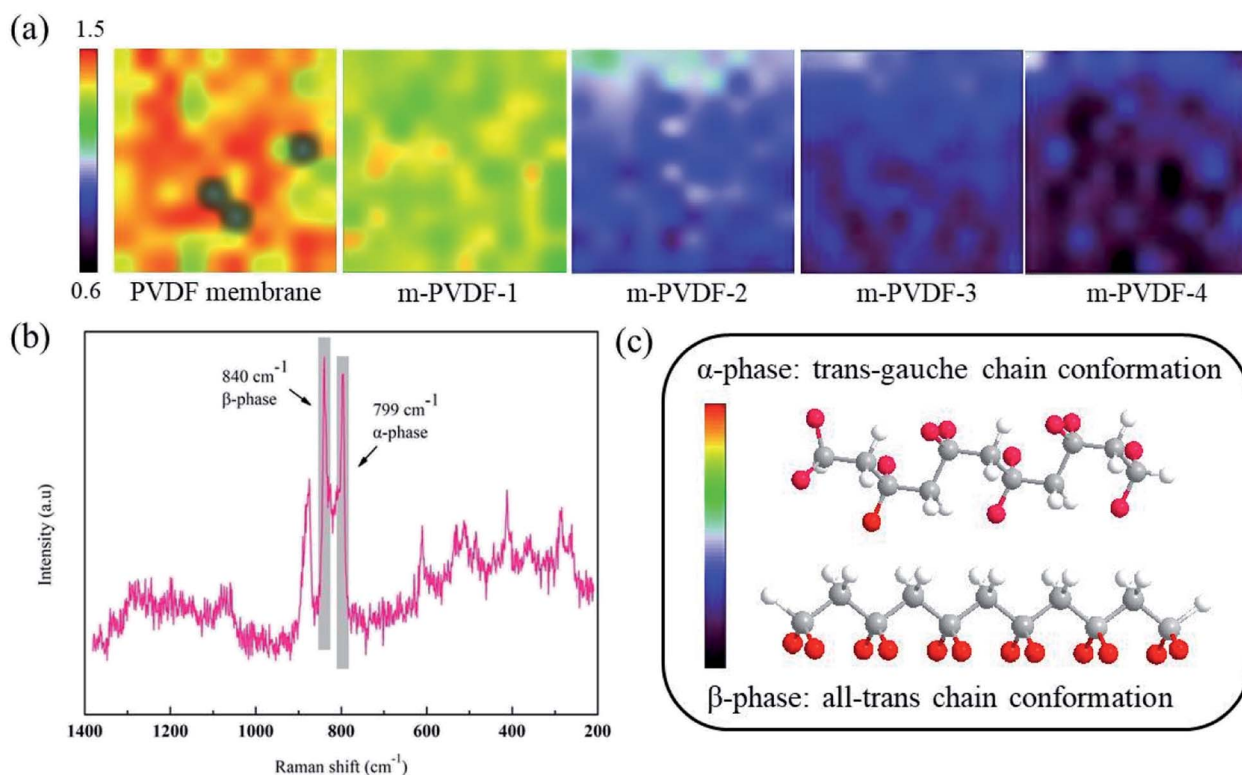 (a)
1.5
0.6
PVDF membrane
m-PVDF-1
m-PVDF-2
m-PVDF-3
m-PVDF-4
(b)
840 cm⁻¹
β-phase
799 cm⁻¹
α-phase
Intensity (a.u)
1400 1200 1000 800 600 400 200
Raman shift (cm⁻¹)
(c)
α-phase: trans-gauche chain conformation
β-phase: all-trans chain conformation